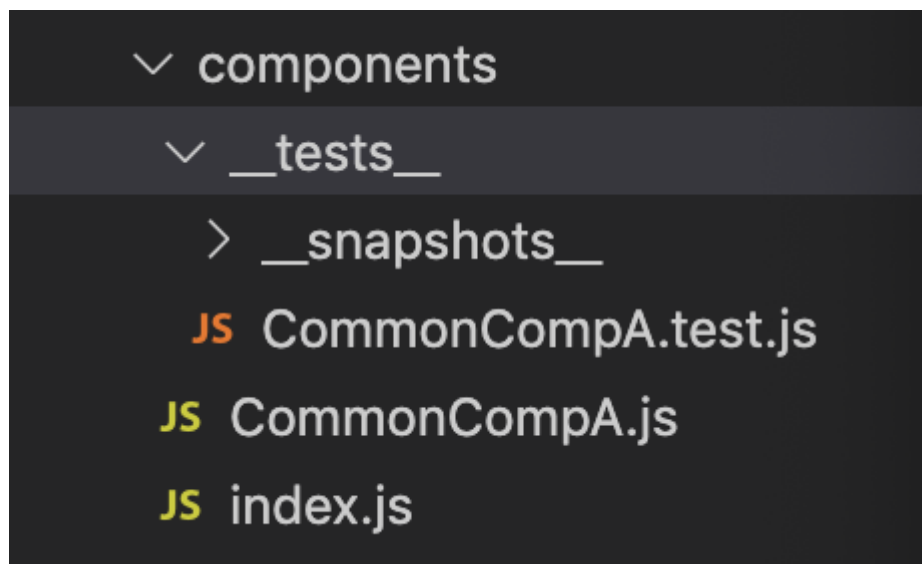 components
__tests__
__snapshots__
JS CommonCompA.test.js
JS CommonCompA.js
JS index.js